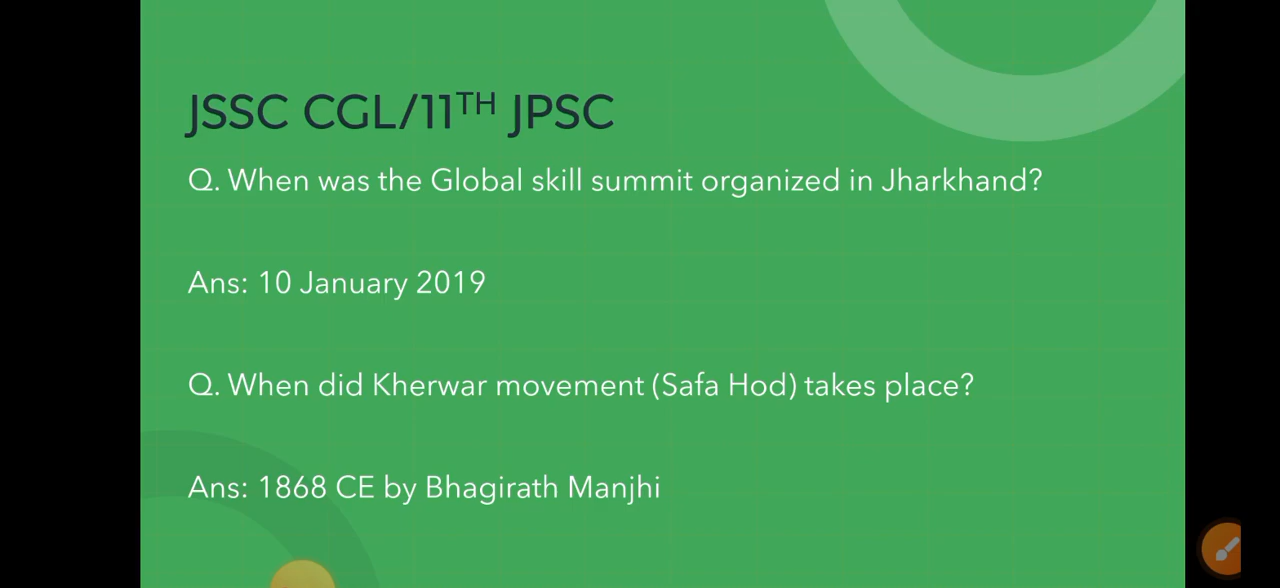 JSSC CGL/11TH JPSC
Q. When was the Global skill summit organized in Jharkhand?
Ans: 10 January 2019
Q. When did Kherwar movement (Safa Hod) takes place?
Ans: 1868 CE by Bhagirath Manjhi